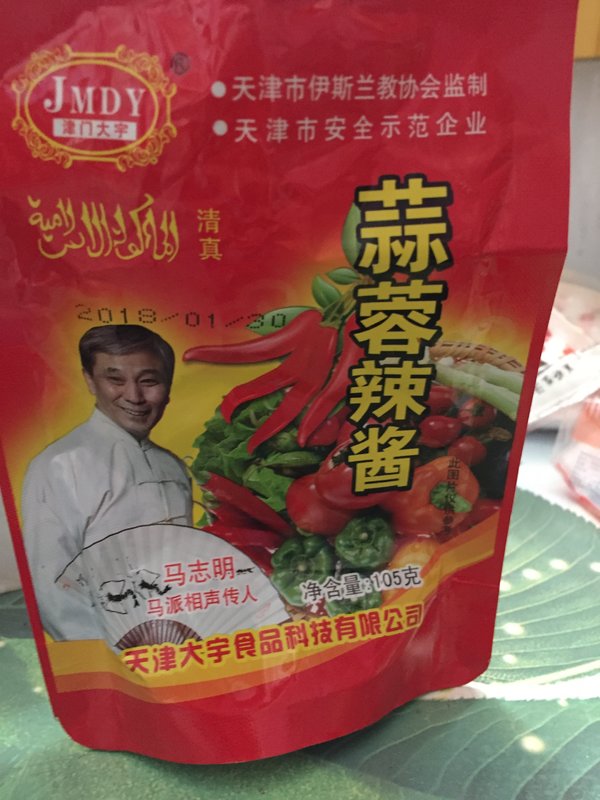 JMDY
®
津门大宇
●天津市伊斯兰教协会监制
●天津市安全示范企业
清真
蒜蓉辣酱
2018/01/30
马志明
马派相声传人
净含量:105克
天津大宇食品科技有限公司